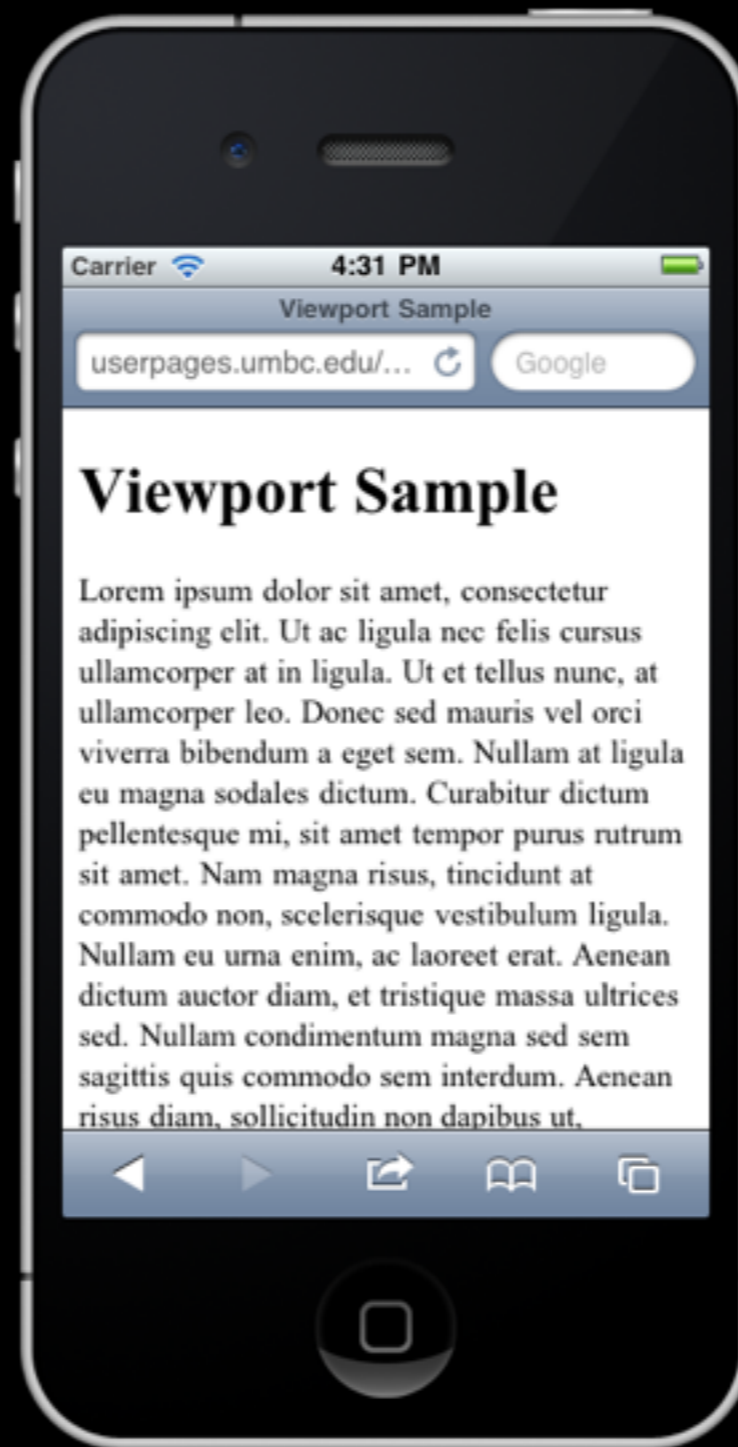 Carrier 4:31 PM
Viewport Sample
userpages.umbc.edu/... Google
Viewport Sample
Lorem ipsum dolor sit amet, consectetur
adipiscing elit. Ut ac ligula nec felis cursus
ullamcorper at in ligula. Ut et tellus nunc, at
ullamcorper leo. Donec sed mauris vel orci
viverra bibendum a eget sem. Nullam at ligula
eu magna sodales dictum. Curabitur dictum
pellentesque mi, sit amet tempor purus rutrum
sit amet. Nam magna risus, tincidunt at
commodo non, scelerisque vestibulum ligula.
Nullam eu urna enim, ac laoreet erat. Aenean
dictum auctor diam, et tristique massa ultrices
sed. Nullam condimentum magna sed sem
sagittis quis commodo sem interdum. Aenean
risus diam, sollicitudin non dapibus ut,